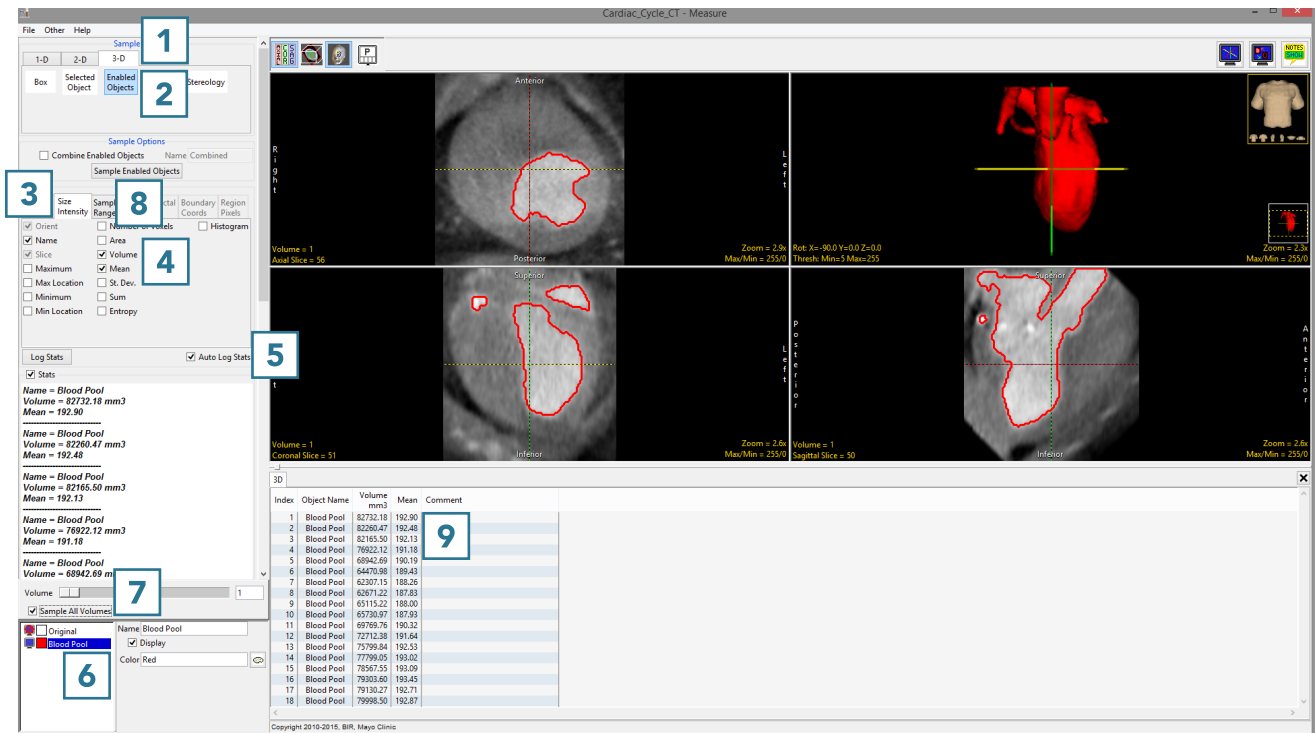 Cardiac_Cycle_CT - Measure
File Other Help
1
Sample
1-D 2-D 3-D
Box Selected Object Enabled Objects Stereology
2
Sample Options
Combine Enabled Objects Name Combined
Sample Enabled Objects
3
8
Size Intensity Sampl Range ctal Boundary Coords Region Pixels
Orient Number of Voxels Histogram
Name Area
Slice Volume
Maximum Mean
Max Location St. Dev.
Minimum Sum
Min Location Entropy
4
Log Stats Auto Log Stats
5
Stats
Name = Blood Pool
Volume = 82732.18 mm3
Mean = 192.90
------------------------------
Name = Blood Pool
Volume = 82260.47 mm3
Mean = 192.48
------------------------------
Name = Blood Pool
Volume = 82165.50 mm3
Mean = 192.13
------------------------------
Name = Blood Pool
Volume = 76922.12 mm3
Mean = 191.18
------------------------------
Name = Blood Pool
Volume = 68942.69 m
7
Volume 1
Sample All Volumes
Original
Blood Pool
6
Name Blood Pool
Display
Color Red
P
NOTES
SHOW
Anterior
Right
Left
Volume = 1
Axial Slice = 56
Posterior
Zoom = 2.9x
Max/Min = 255/0
Rot: X=-90.0 Y=0.0 Z=0.0
Thresh: Min=5 Max=255
Zoom = 2.3x
Max/Min = 255/0
Superior
t
Left
Volume = 1
Coronal Slice = 51
Inferior
Zoom = 2.6x
Max/Min = 255/0
Superior
Posterior
Anterior
Volume = 1
Sagittal Slice = 50
Inferior
Zoom = 2.6x
Max/Min = 255/0
3D
Index Object Name Volume mm3 Mean Comment
1 Blood Pool 82732.18 192.90
2 Blood Pool 82260.47 192.48
3 Blood Pool 82165.50 192.13
4 Blood Pool 76922.12 191.18
5 Blood Pool 68942.69 190.19
6 Blood Pool 64470.98 189.43
7 Blood Pool 62307.15 188.26
8 Blood Pool 62671.22 187.83
9 Blood Pool 65115.22 188.00
10 Blood Pool 65730.97 187.93
11 Blood Pool 69769.76 190.32
12 Blood Pool 72712.38 191.64
13 Blood Pool 75799.84 192.53
14 Blood Pool 77799.05 193.02
15 Blood Pool 78567.55 193.09
16 Blood Pool 79303.60 193.45
17 Blood Pool 79130.27 192.71
18 Blood Pool 79998.50 192.87
9
Copyright 2010-2015, BIR, Mayo Clinic